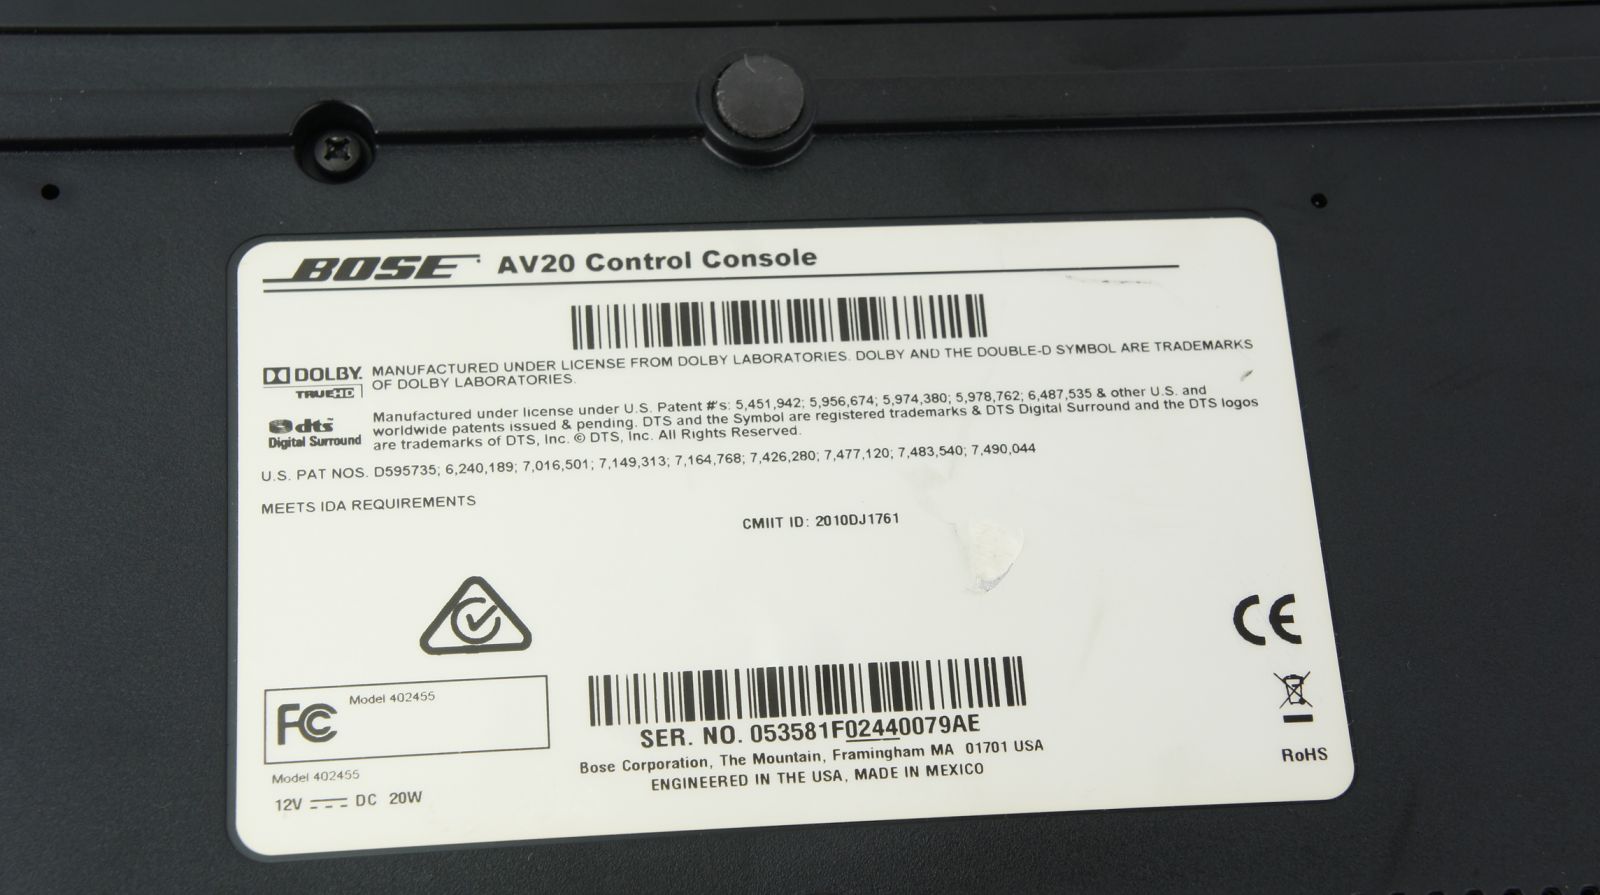 BOSE AV20 Control Console
DOLBY TRUEHD
MANUFACTURED UNDER LICENSE FROM DOLBY LABORATORIES. DOLBY AND THE DOUBLE-D SYMBOL ARE TRADEMARKS
OF DOLBY LABORATORIES.
dts Digital Surround
Manufactured under license under U.S. Patent #'s: 5,451,942; 5,956,674; 5,974,380; 5,978,762; 6,487,535 & other U.S. and
worldwide patents issued & pending. DTS and the Symbol are registered trademarks & DTS Digital Surround and the DTS logos
are trademarks of DTS, Inc. © DTS, Inc. All Rights Reserved.
U.S. PAT NOS. D595735; 6,240,189; 7,016,501; 7,149,313; 7,164,768; 7,426,280; 7,477,120; 7,483,540; 7,490,044
MEETS IDA REQUIREMENTS
CMIIT ID: 2010DJ1761
CE
FC Model 402455
SER. NO. 053581F02440079AE
Bose Corporation, The Mountain, Framingham MA 01701 USA
ENGINEERED IN THE USA, MADE IN MEXICO
RoHS
Model 402455
12V DC 20W